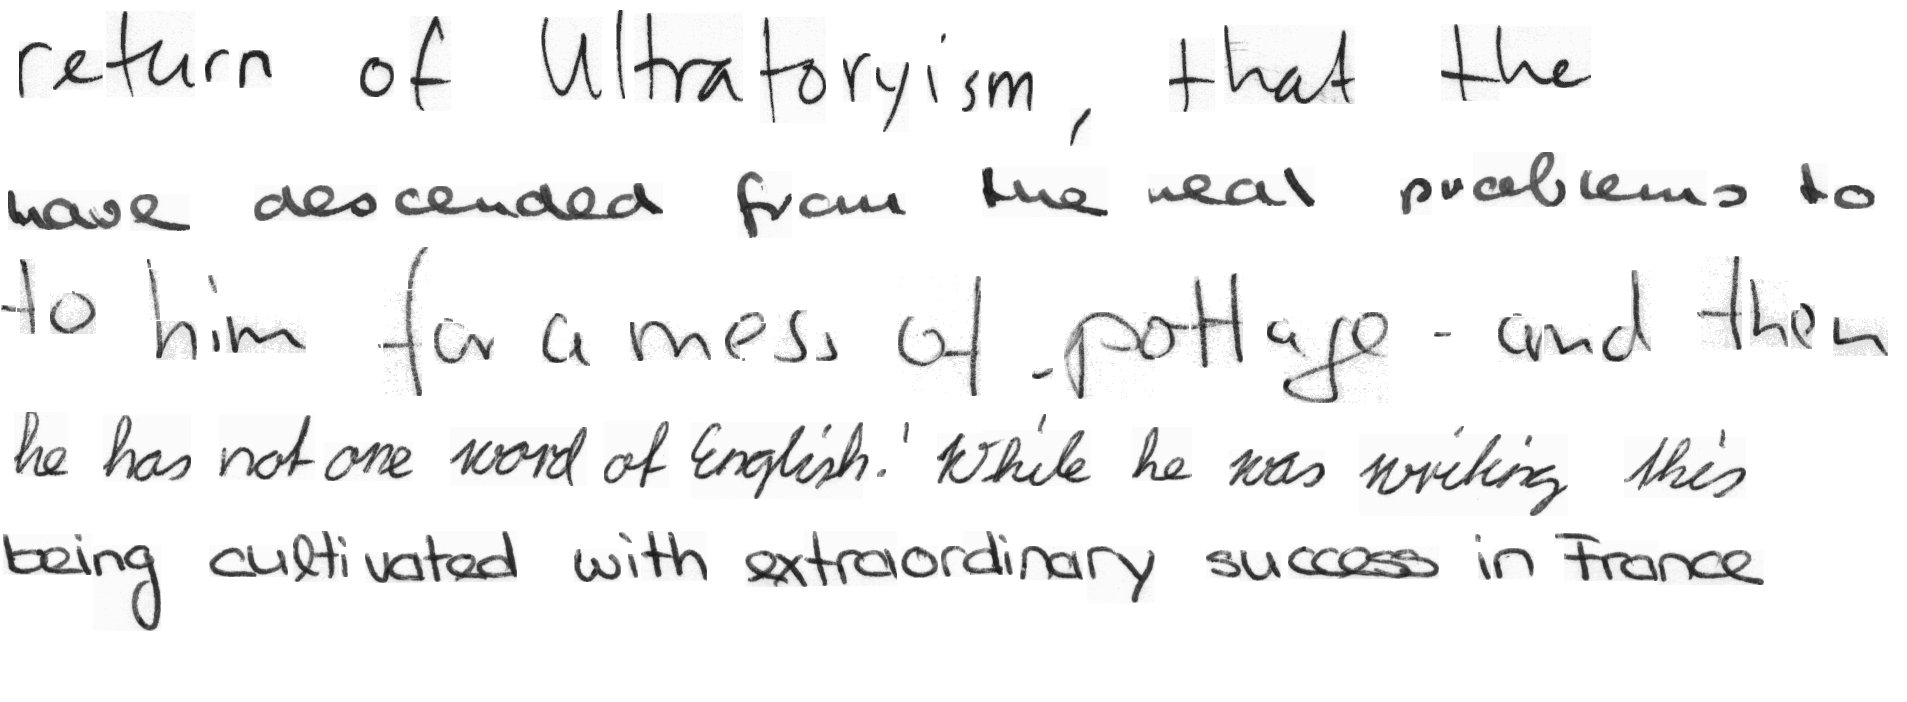 return of Ultratoryism, that the
have descended from the real problems to
to him for a mess of pottage - and then
he has not one word of English.' While he was writing this
being cultivated with extraordinary success in France